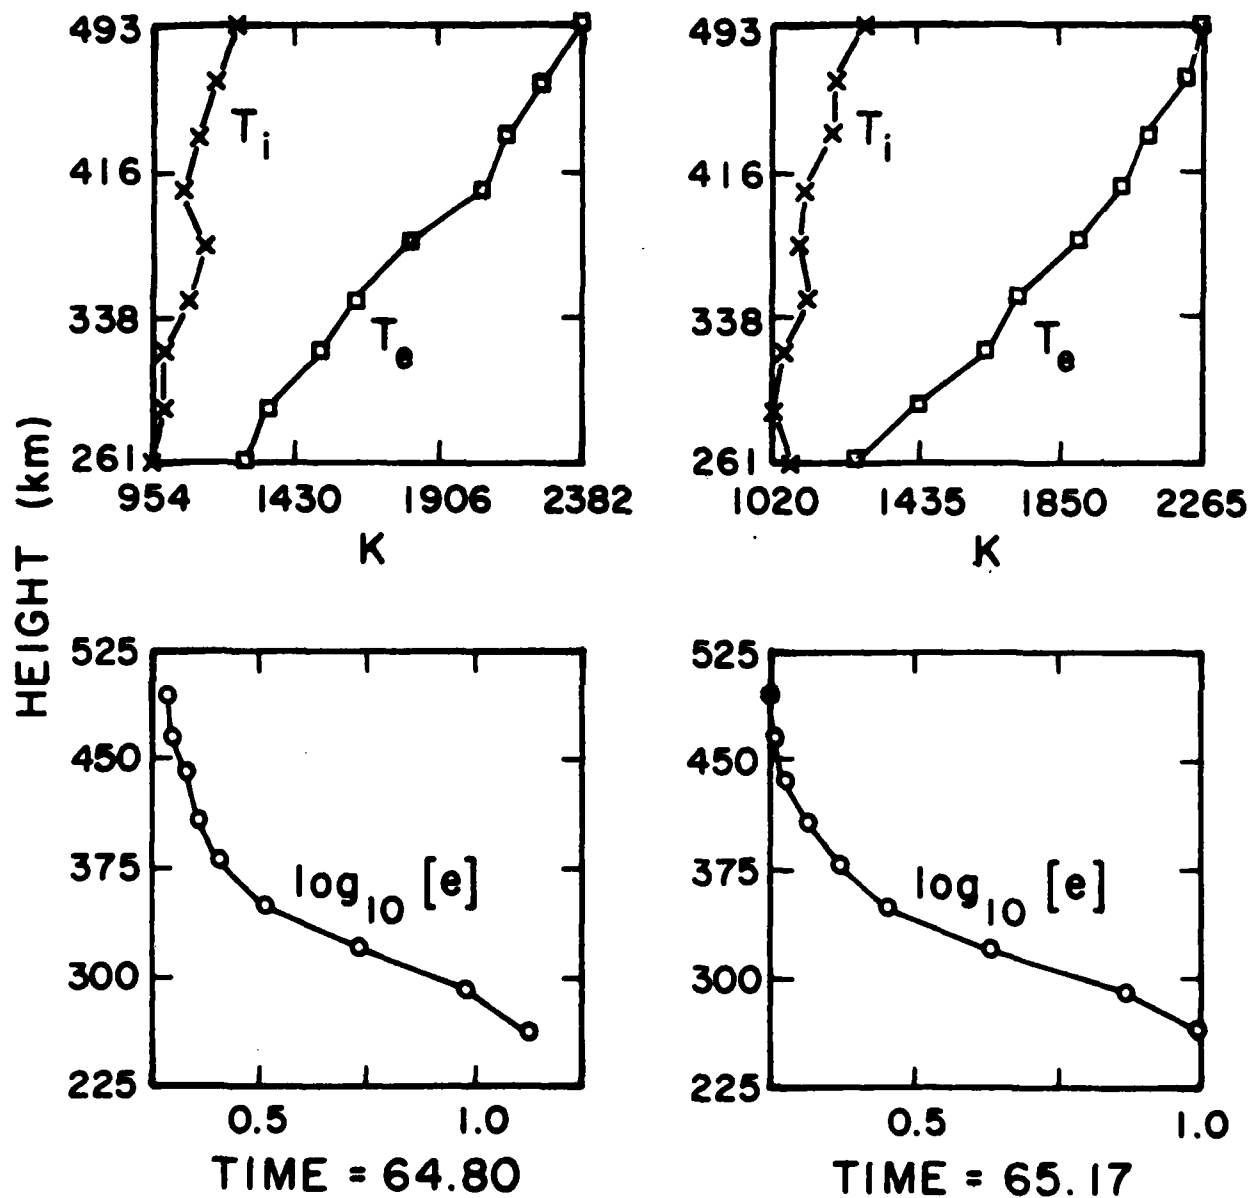 493
416
338
261
T_i
T_e
954 1430 1906 2382
K
493
416
338
261
T_i
T_e
1020 1435 1850 2265
K
HEIGHT (km)
525
450
375
300
225
log₁₀ [e]
0.5 1.0
TIME = 64.80
525
450
375
300
225
log₁₀ [e]
0.5 1.0
TIME = 65.17